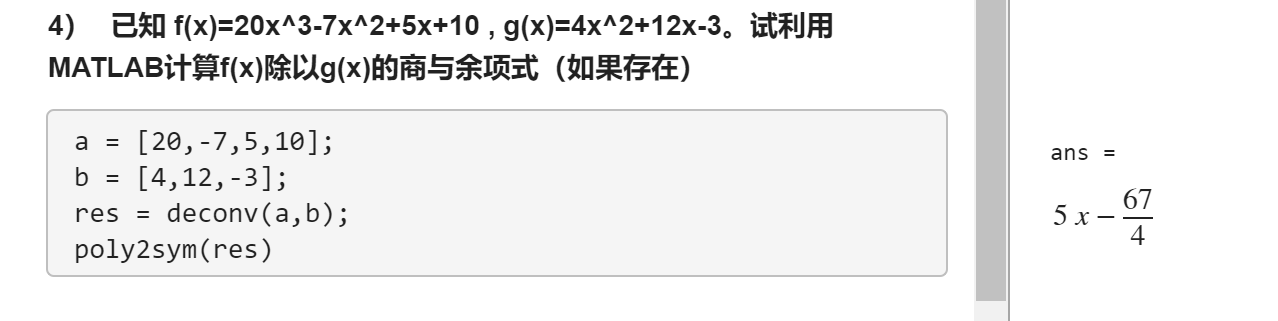 4） 已知 f(x)=20x^3-7x^2+5x+10 , g(x)=4x^2+12x-3。试利用
MATLAB计算f(x)除以g(x)的商与余项式（如果存在）
a = [20,-7,5,10];
b = [4,12,-3];
res = deconv(a,b);
poly2sym(res)
ans =
5 x − 67/4